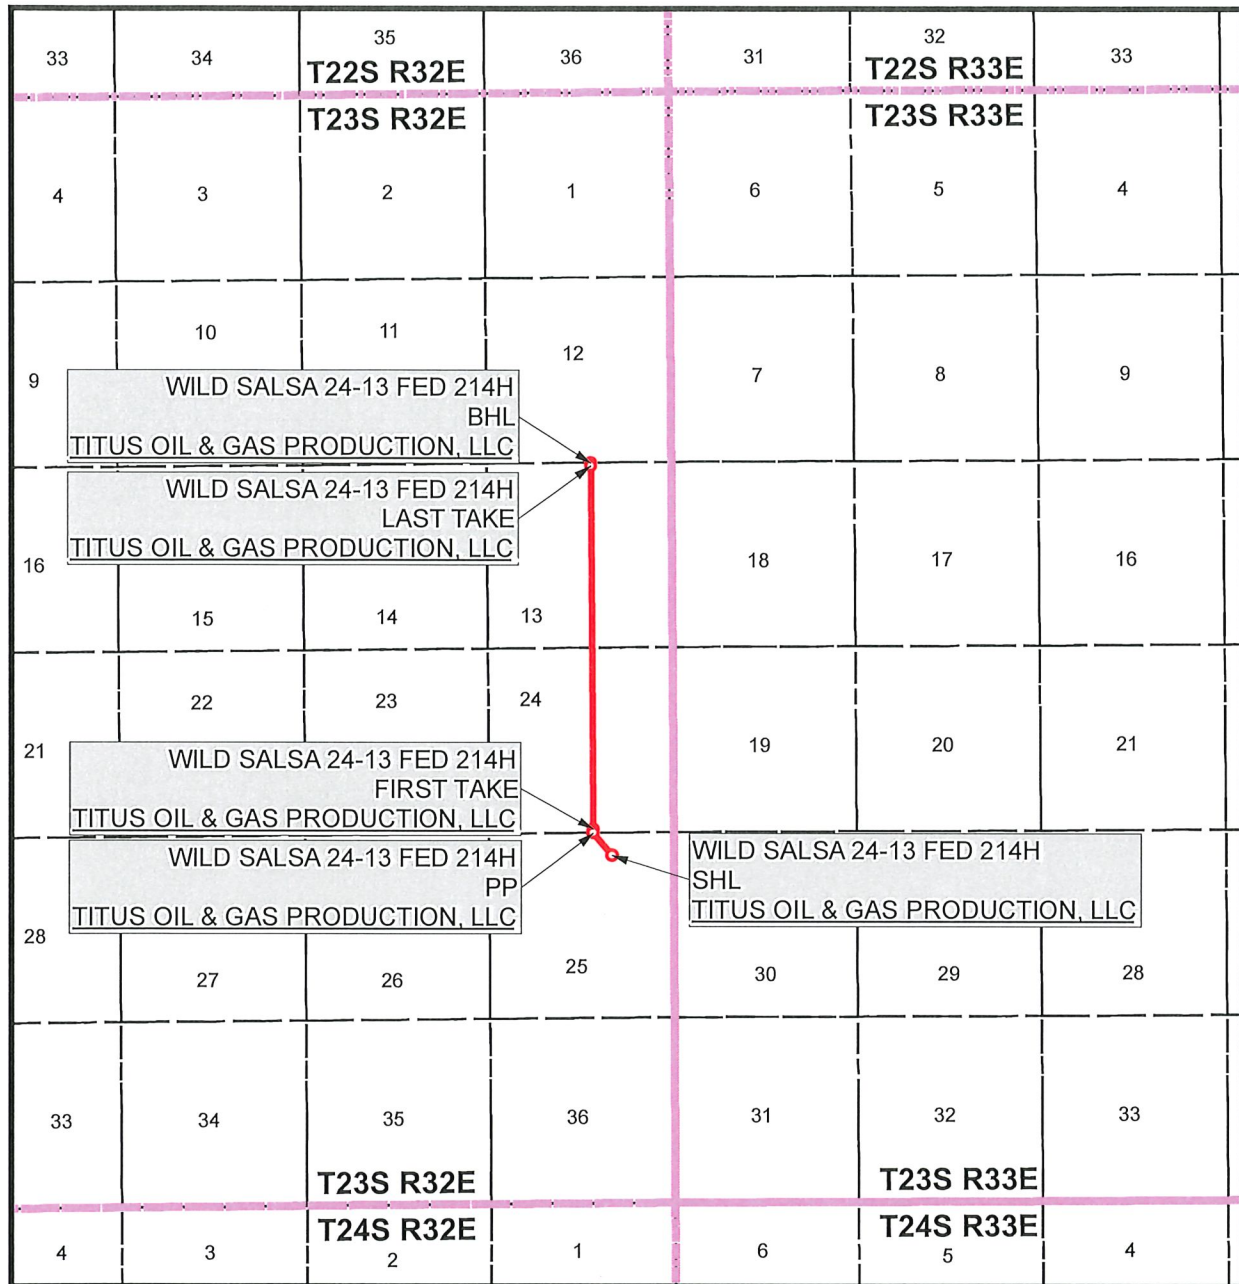 33 34 35 36 31 32 33
T22S R32E T22S R33E
T23S R32E T23S R33E
4 3 2 1 6 5 4
10 11 12
9 7 8 9
WILD SALSA 24-13 FED 214H
BHL
TITUS OIL & GAS PRODUCTION, LLC
WILD SALSA 24-13 FED 214H
LAST TAKE
TITUS OIL & GAS PRODUCTION, LLC
16 18 17 16
15 14 13
22 23 24
21 19 20 21
WILD SALSA 24-13 FED 214H
FIRST TAKE
TITUS OIL & GAS PRODUCTION, LLC
WILD SALSA 24-13 FED 214H
PP
TITUS OIL & GAS PRODUCTION, LLC
WILD SALSA 24-13 FED 214H
SHL
TITUS OIL & GAS PRODUCTION, LLC
28
27 26 25 30 29 28
33 34 35 36 31 32 33
T23S R32E T23S R33E
T24S R32E T24S R33E
4 3 2 1 6 5 4